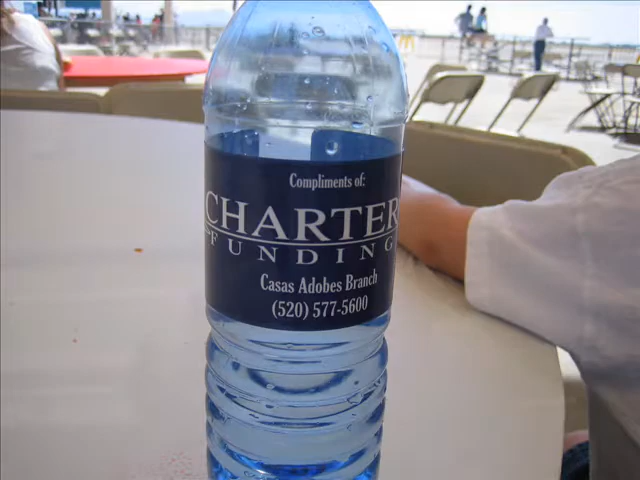 Compliments of:
CHARTER
FUNDING
Casas Adobes Branch
(520) 577-5600